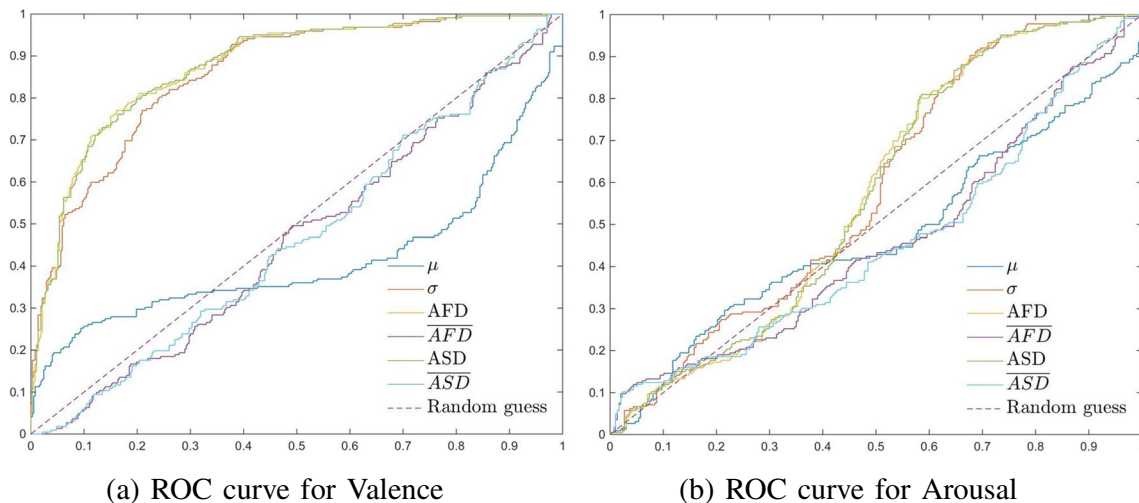 1
0.9
0.8
0.7
0.6
0.5
0.4
0.3
0.2
0.1
0
0 0.1 0.2 0.3 0.4 0.5 0.6 0.7 0.8 0.9 1
μ
σ
AFD
A̅F̅D̅
ASD
A̅S̅D̅
Random guess
(a) ROC curve for Valence
1
0.9
0.8
0.7
0.6
0.5
0.4
0.3
0.2
0.1
0
0 0.1 0.2 0.3 0.4 0.5 0.6 0.7 0.8 0.9
μ
σ
AFD
A̅F̅D̅
ASD
A̅S̅D̅
Random guess
(b) ROC curve for Arousal